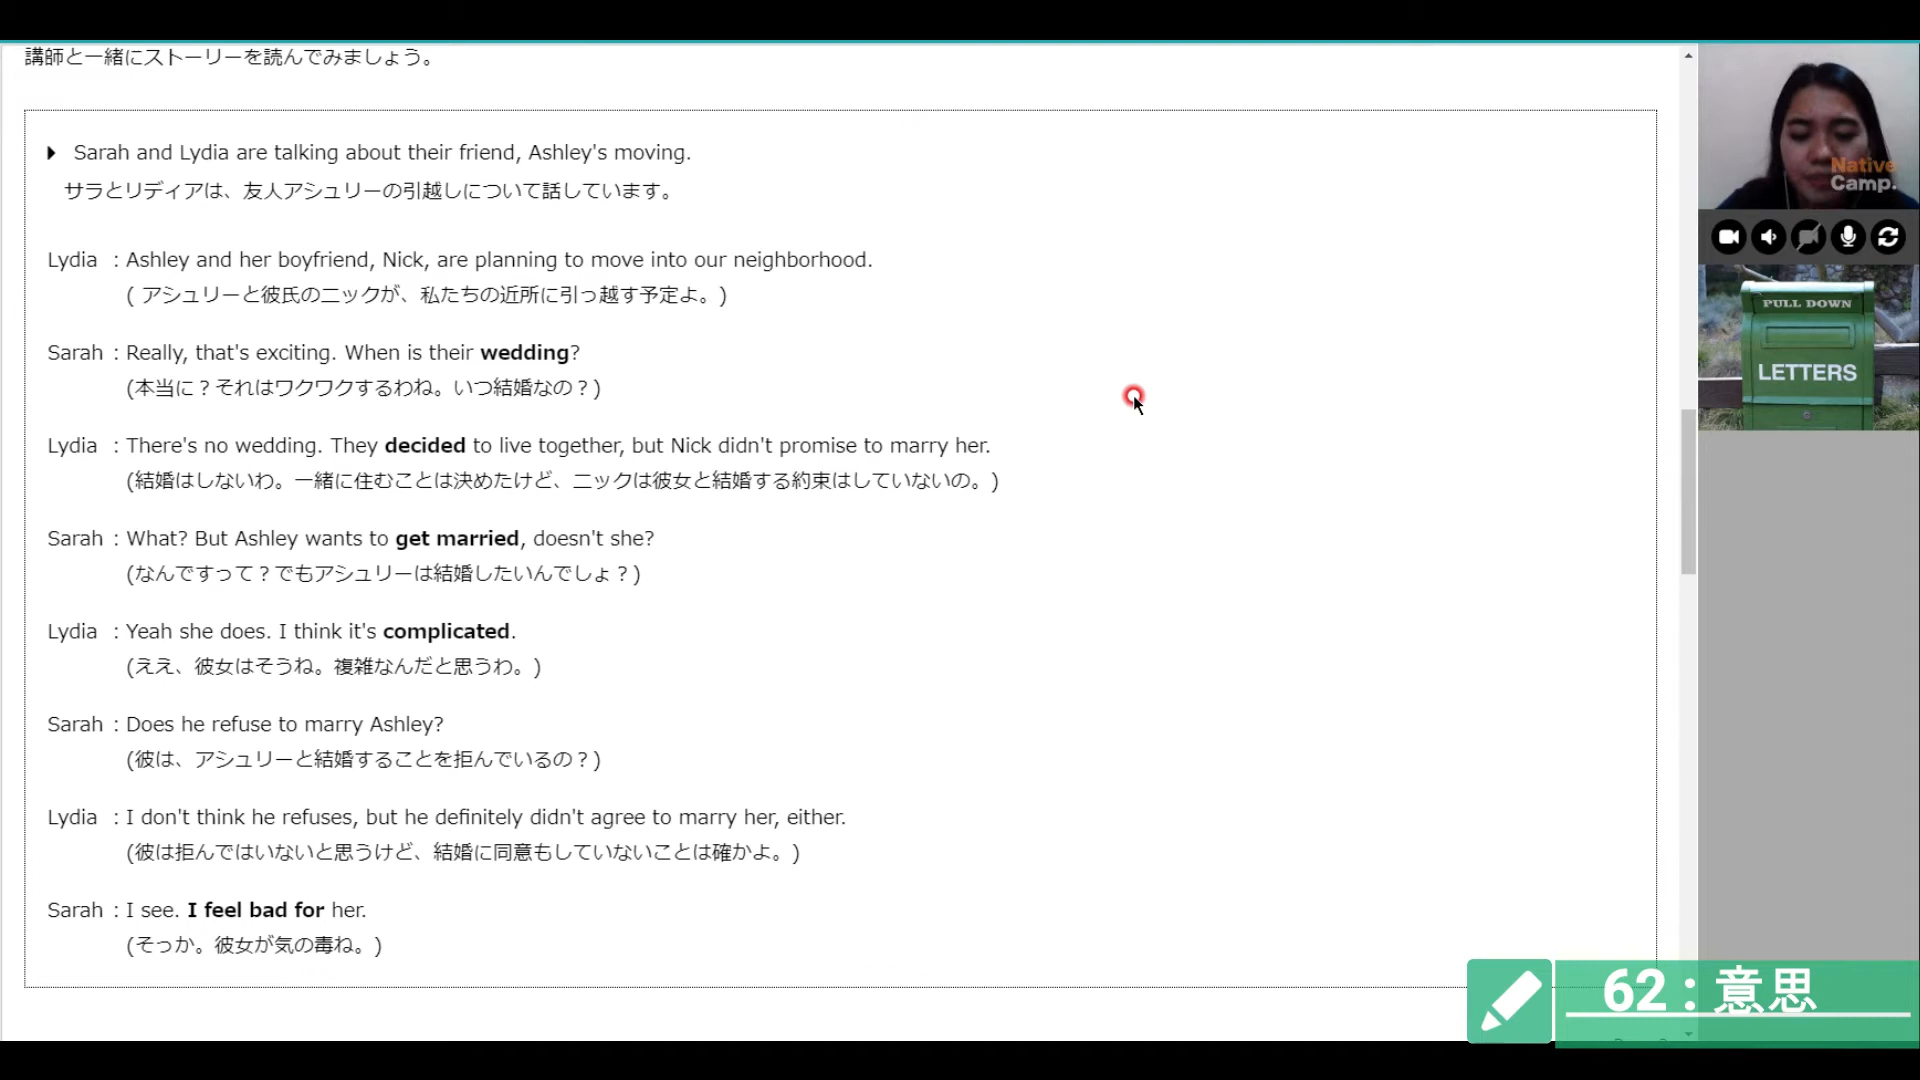 講師と一緒にストーリーを読んでみましょう。
Sarah and Lydia are talking about their friend, Ashley's moving.
サラとリディアは、友人アシュリーの引越しについて話しています。
Lydia : Ashley and her boyfriend, Nick, are planning to move into our neighborhood.
( アシュリーと彼氏のニックが、私たちの近所に引っ越す予定よ。)
Sarah : Really, that's exciting. When is their wedding?
(本当に？それはワクワクするわね。いつ結婚なの？)
Lydia : There's no wedding. They decided to live together, but Nick didn't promise to marry her.
(結婚はしないわ。一緒に住むことは決めたけど、ニックは彼女と結婚する約束はしていないの。)
Sarah : What? But Ashley wants to get married, doesn't she?
(なんですって？でもアシュリーは結婚したいんでしょ？)
Lydia : Yeah she does. I think it's complicated.
(ええ、彼女はそうね。複雑なんだと思うわ。)
Sarah : Does he refuse to marry Ashley?
(彼は、アシュリーと結婚することを拒んでいるの？)
Lydia : I don't think he refuses, but he definitely didn't agree to marry her, either.
(彼は拒んではいないと思うけど、結婚に同意もしていないことは確かよ。)
Sarah : I see. I feel bad for her.
(そっか。彼女が気の毒ね。)
Native
Camp.
PULL DOWN
LETTERS
62：意思